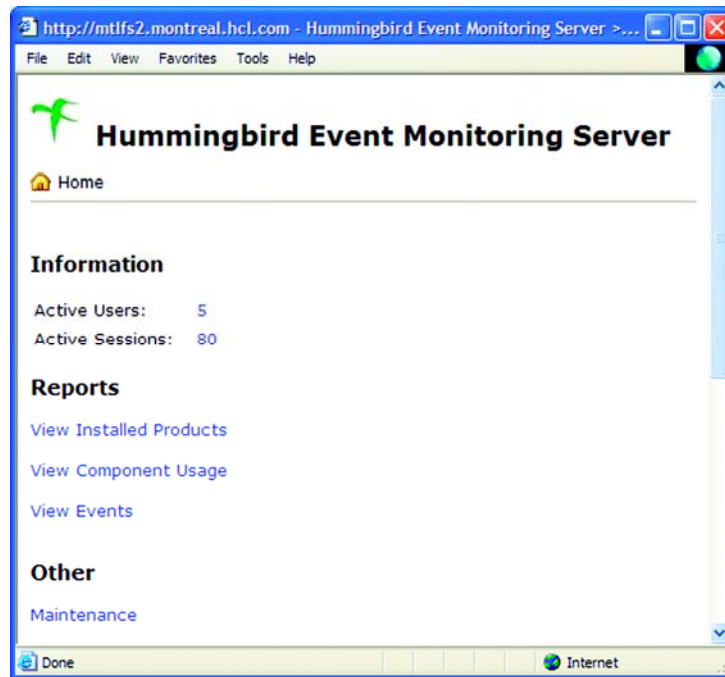 http://mtlfs2.montreal.hcl.com - Hummingbird Event Monitoring Server >...
File Edit View Favorites Tools Help
Hummingbird Event Monitoring Server
Home
Information
Active Users: 5
Active Sessions: 80
Reports
View Installed Products
View Component Usage
View Events
Other
Maintenance
Done Internet